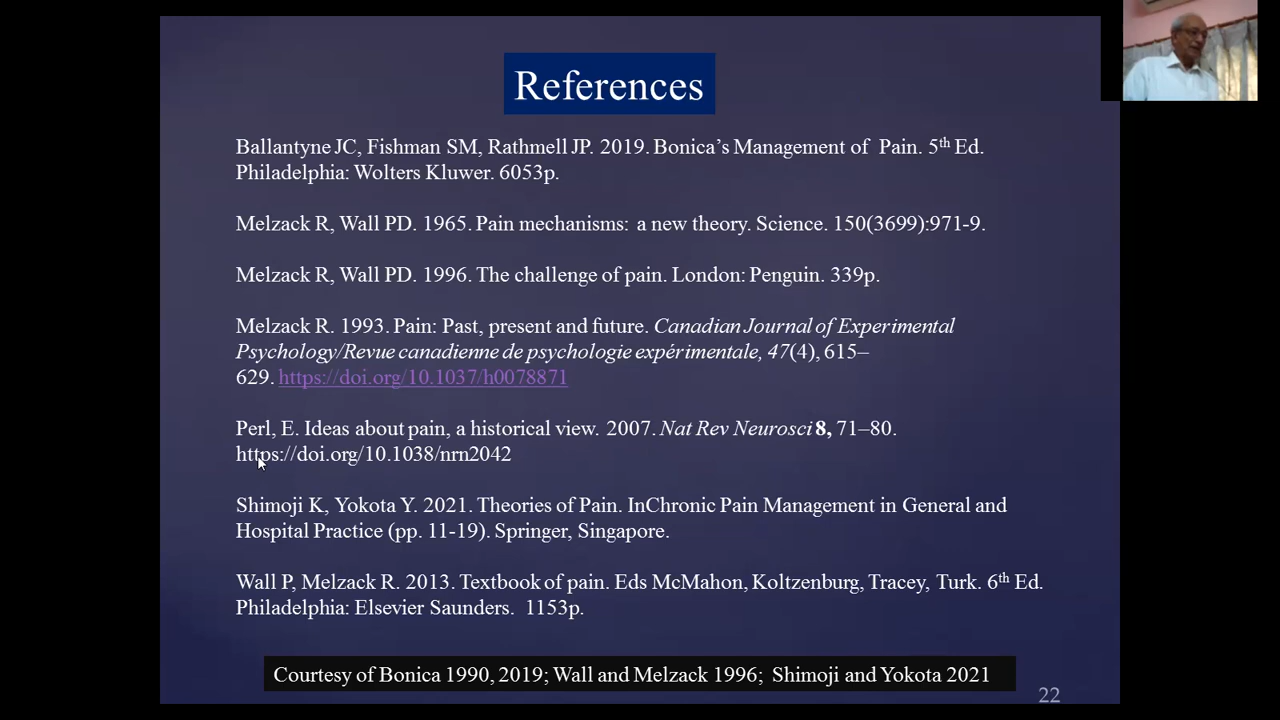 References
Ballantyne JC, Fishman SM, Rathmell JP. 2019. Bonica’s Management of Pain. 5th Ed.
Philadelphia: Wolters Kluwer. 6053p.
Melzack R, Wall PD. 1965. Pain mechanisms: a new theory. Science. 150(3699):971-9.
Melzack R, Wall PD. 1996. The challenge of pain. London: Penguin. 339p.
Melzack R. 1993. Pain: Past, present and future. Canadian Journal of Experimental
Psychology/Revue canadienne de psychologie expérimentale, 47(4), 615–
629. https://doi.org/10.1037/h0078871
Perl, E. Ideas about pain, a historical view. 2007. Nat Rev Neurosci 8, 71–80.
https://doi.org/10.1038/nrn2042
Shimoji K, Yokota Y. 2021. Theories of Pain. InChronic Pain Management in General and
Hospital Practice (pp. 11-19). Springer, Singapore.
Wall P, Melzack R. 2013. Textbook of pain. Eds McMahon, Koltzenburg, Tracey, Turk. 6th Ed.
Philadelphia: Elsevier Saunders. 1153p.
Courtesy of Bonica 1990, 2019; Wall and Melzack 1996; Shimoji and Yokota 2021
22